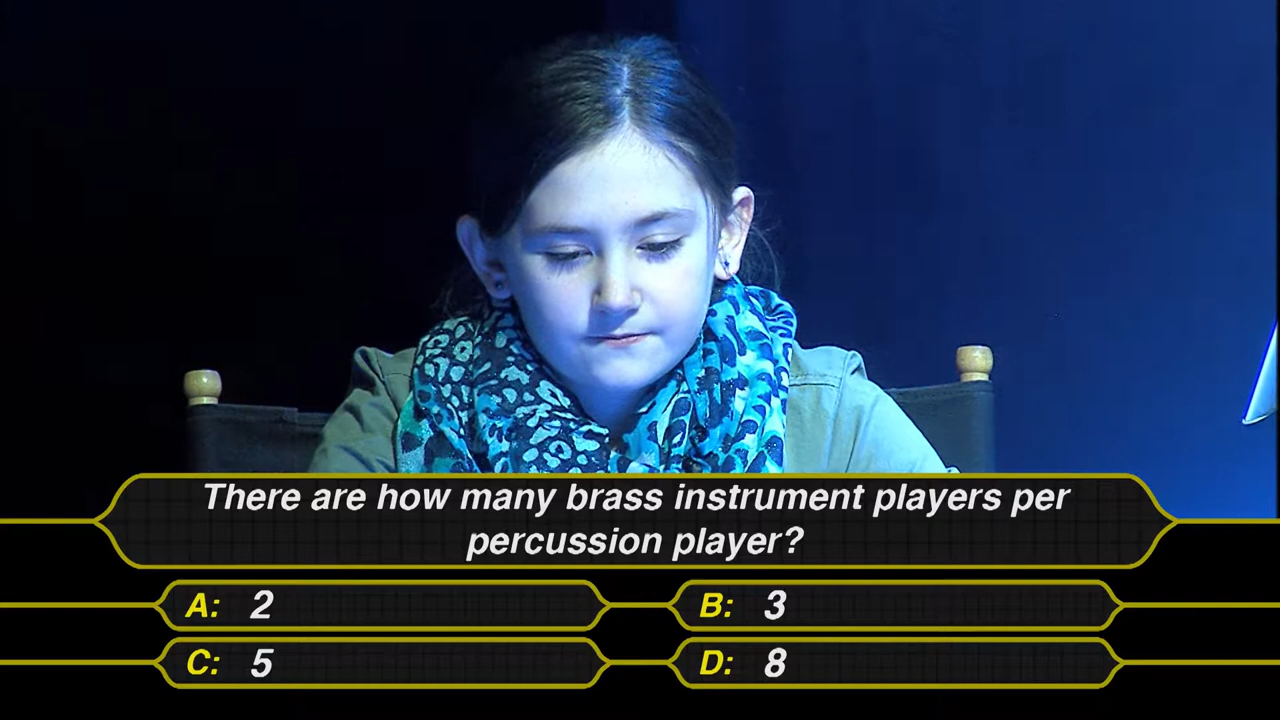 There are how many brass instrument players per
percussion player?
A: 2
B: 3
C: 5
D: 8